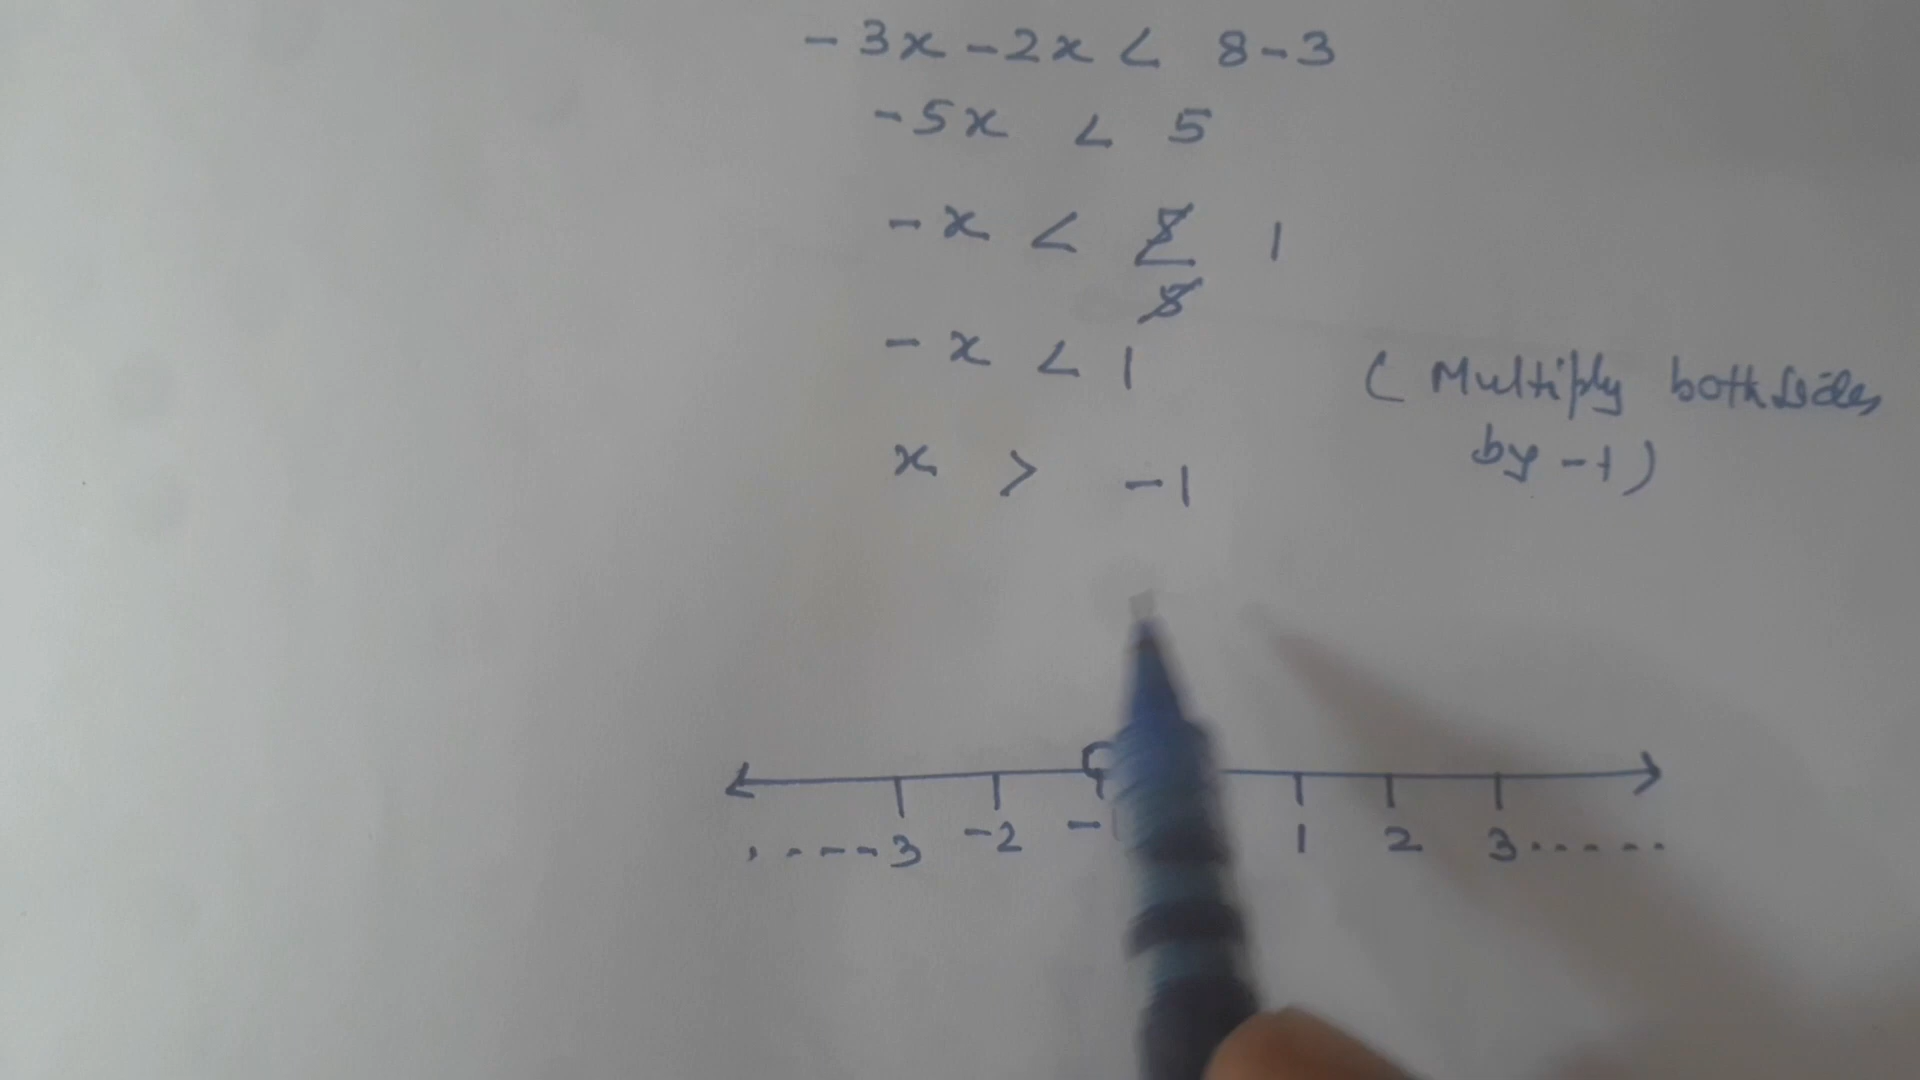 -3x-2x < 8-3
-5x < 5
-x < 5/5 1
-x < 1 (Multiply both sides
by -1)
x > -1
.----3 -2 - 1 2 3.....